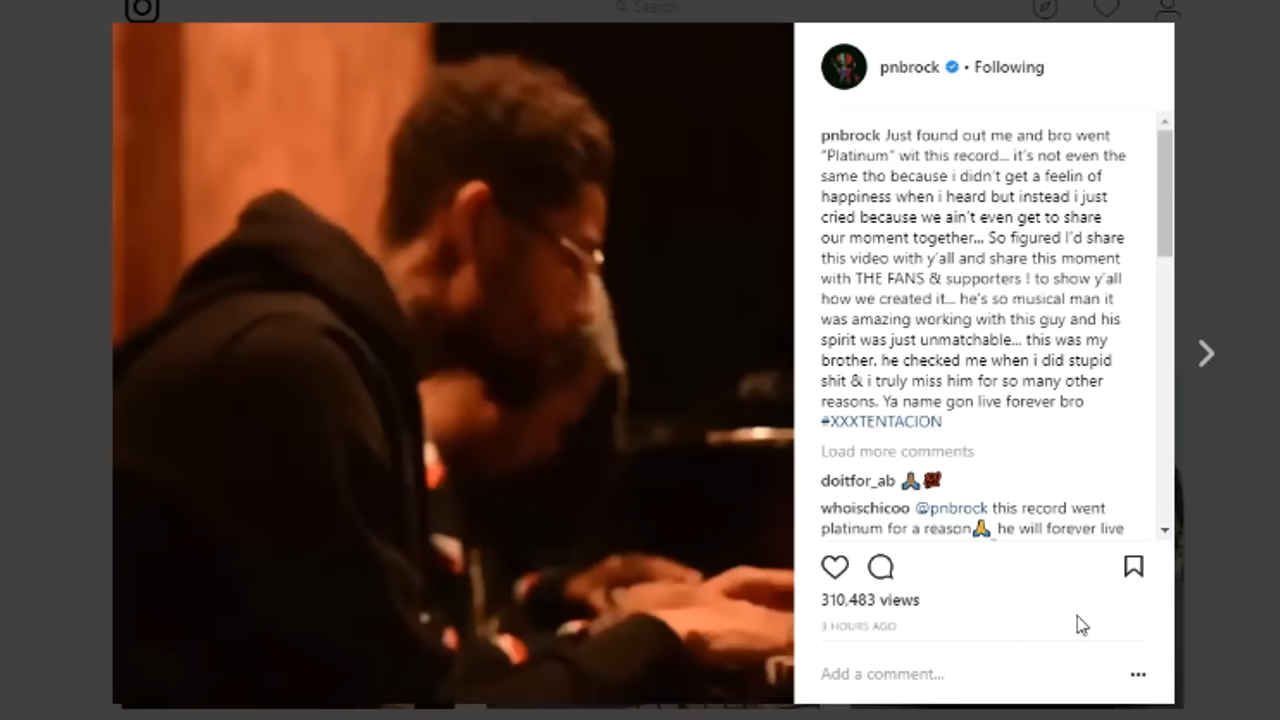 Search
pnbrock • Following
pnbrock Just found out me and bro went
"Platinum" wit this record... it's not even the
same tho because i didn't get a feelin of
happiness when i heard but instead i just
cried because we ain't even get to share
our moment together... So figured I'd share
this video with y'all and share this moment
with THE FANS & supporters ! to show y'all
how we created it... he's so musical man it
was amazing working with this guy and his
spirit was just unmatchable... this was my
brother. he checked me when i did stupid
shit & i truly miss him for so many other
reasons. Ya name gon live forever bro
#XXXTENTACION
Load more comments
doitfor_ab 🙏🏽💯
whoischicoo @pnbrock this record went
platinum for a reason🙏 he will forever live
310,483 views
3 HOURS AGO
Add a comment...